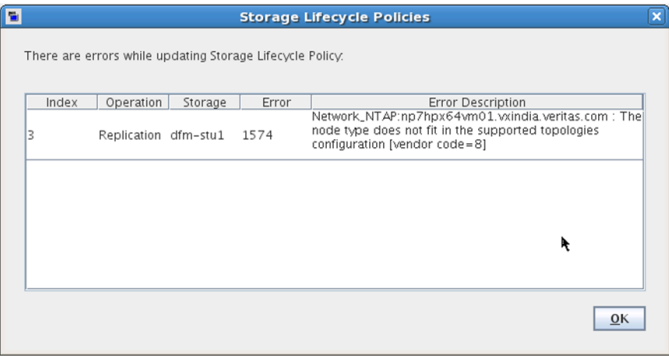 Storage Lifecycle Policies
There are errors while updating Storage Lifecycle Policy:
Index Operation Storage Error Error Description
3 Replication dfm-stu1 1574 Network_NTAP:np7hpx64vm01.vxindia.veritas.com : The
node type does not fit in the supported topologies
configuration [vendor code=8]
OK